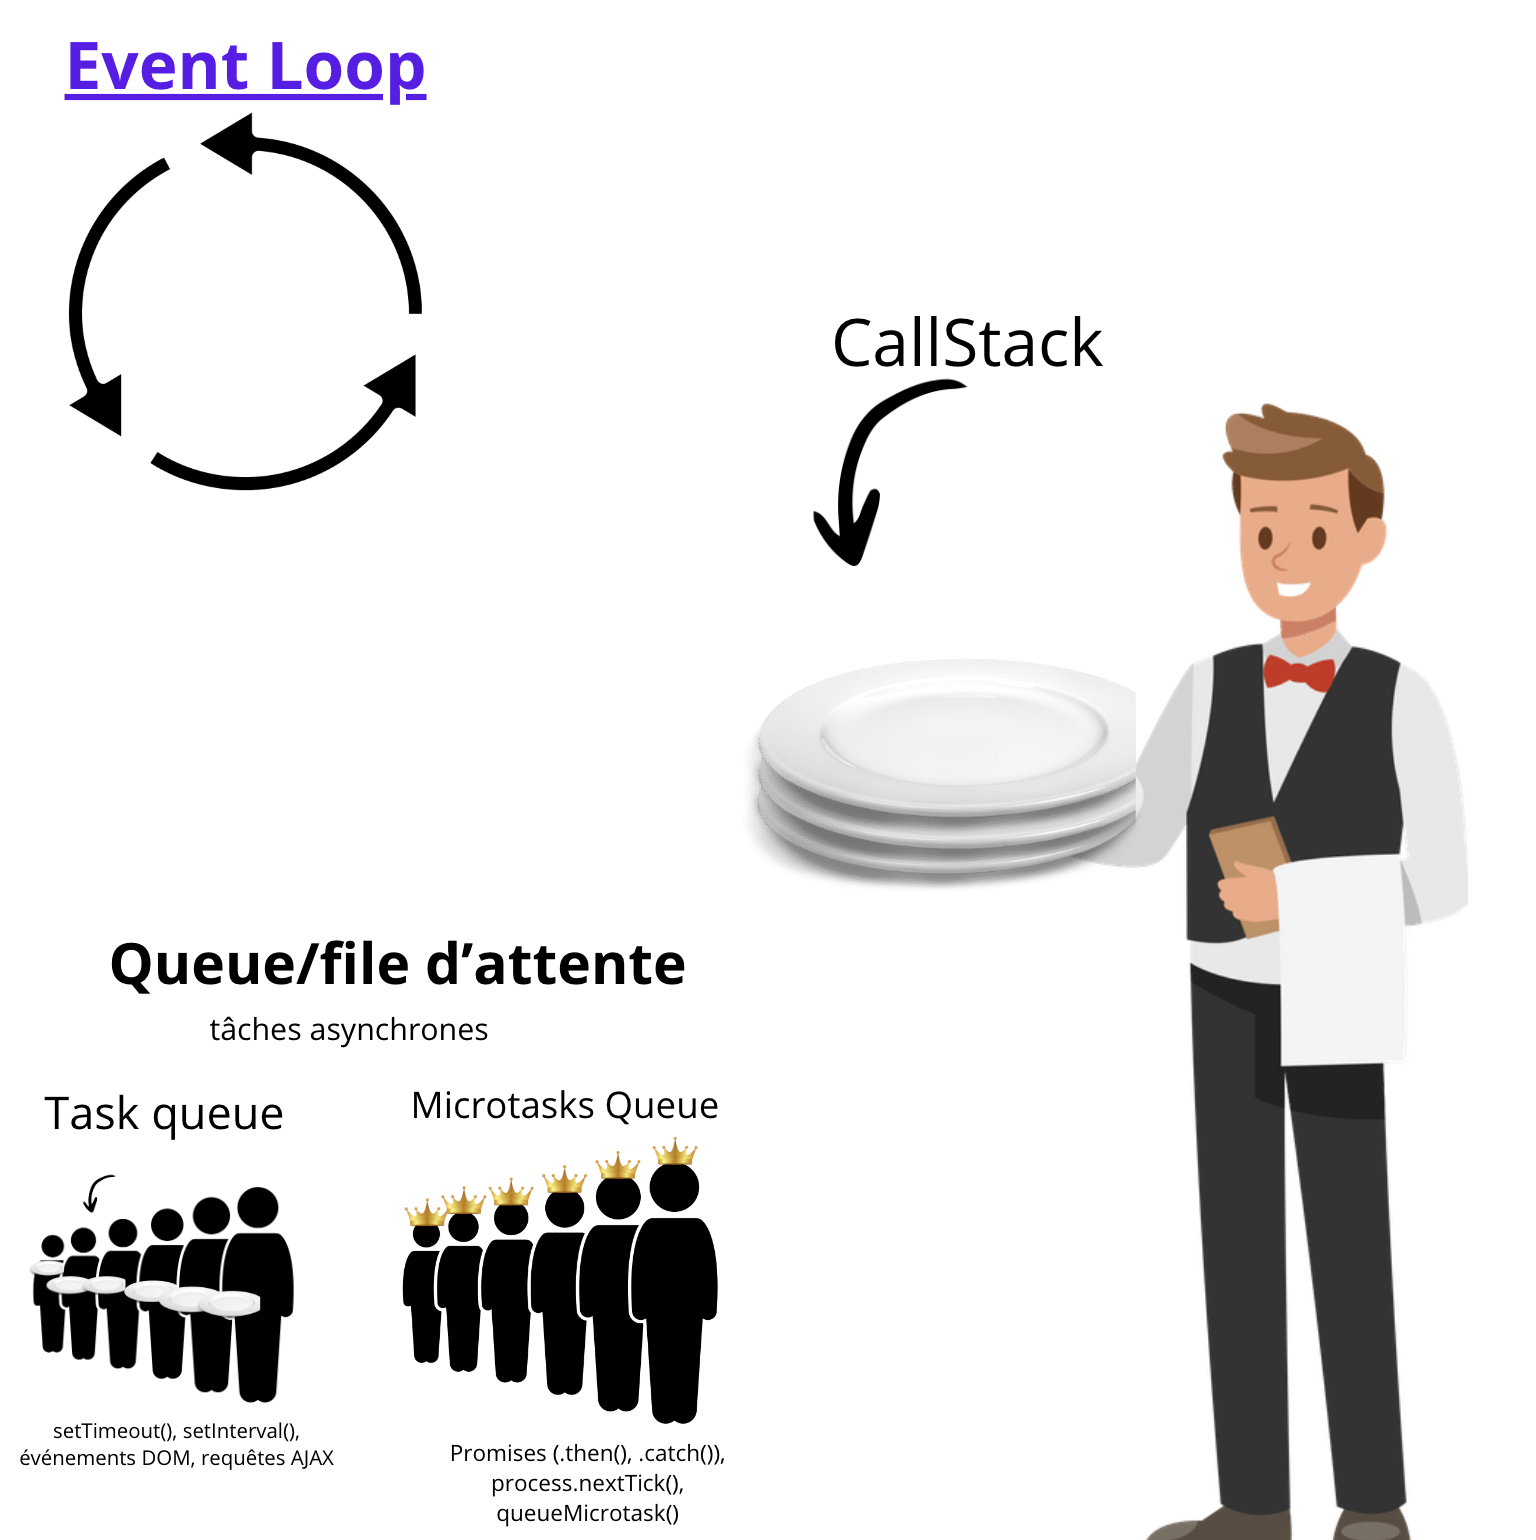 Event Loop
CallStack
Queue/file d’attente
tâches asynchrones
Task queue
Microtasks Queue
setTimeout(), setInterval(),
événements DOM, requêtes AJAX
Promises (.then(), .catch()),
process.nextTick(),
queueMicrotask()